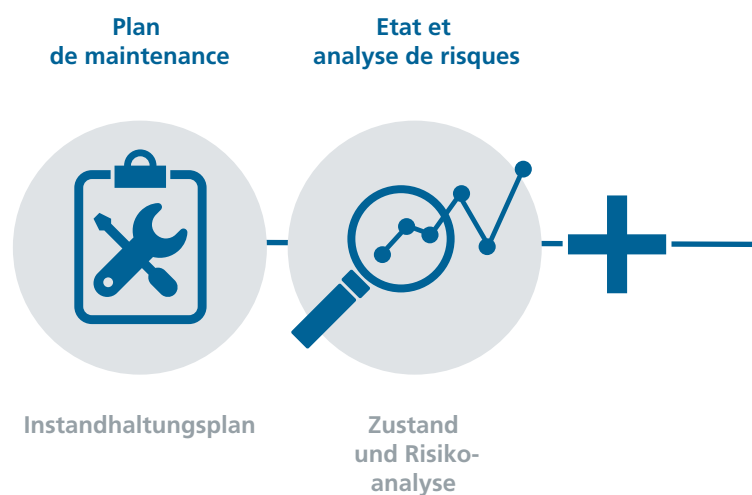 Plan
de maintenance
Etat et
analyse de risques
Instandhaltungsplan
Zustand
und Risiko-
analyse